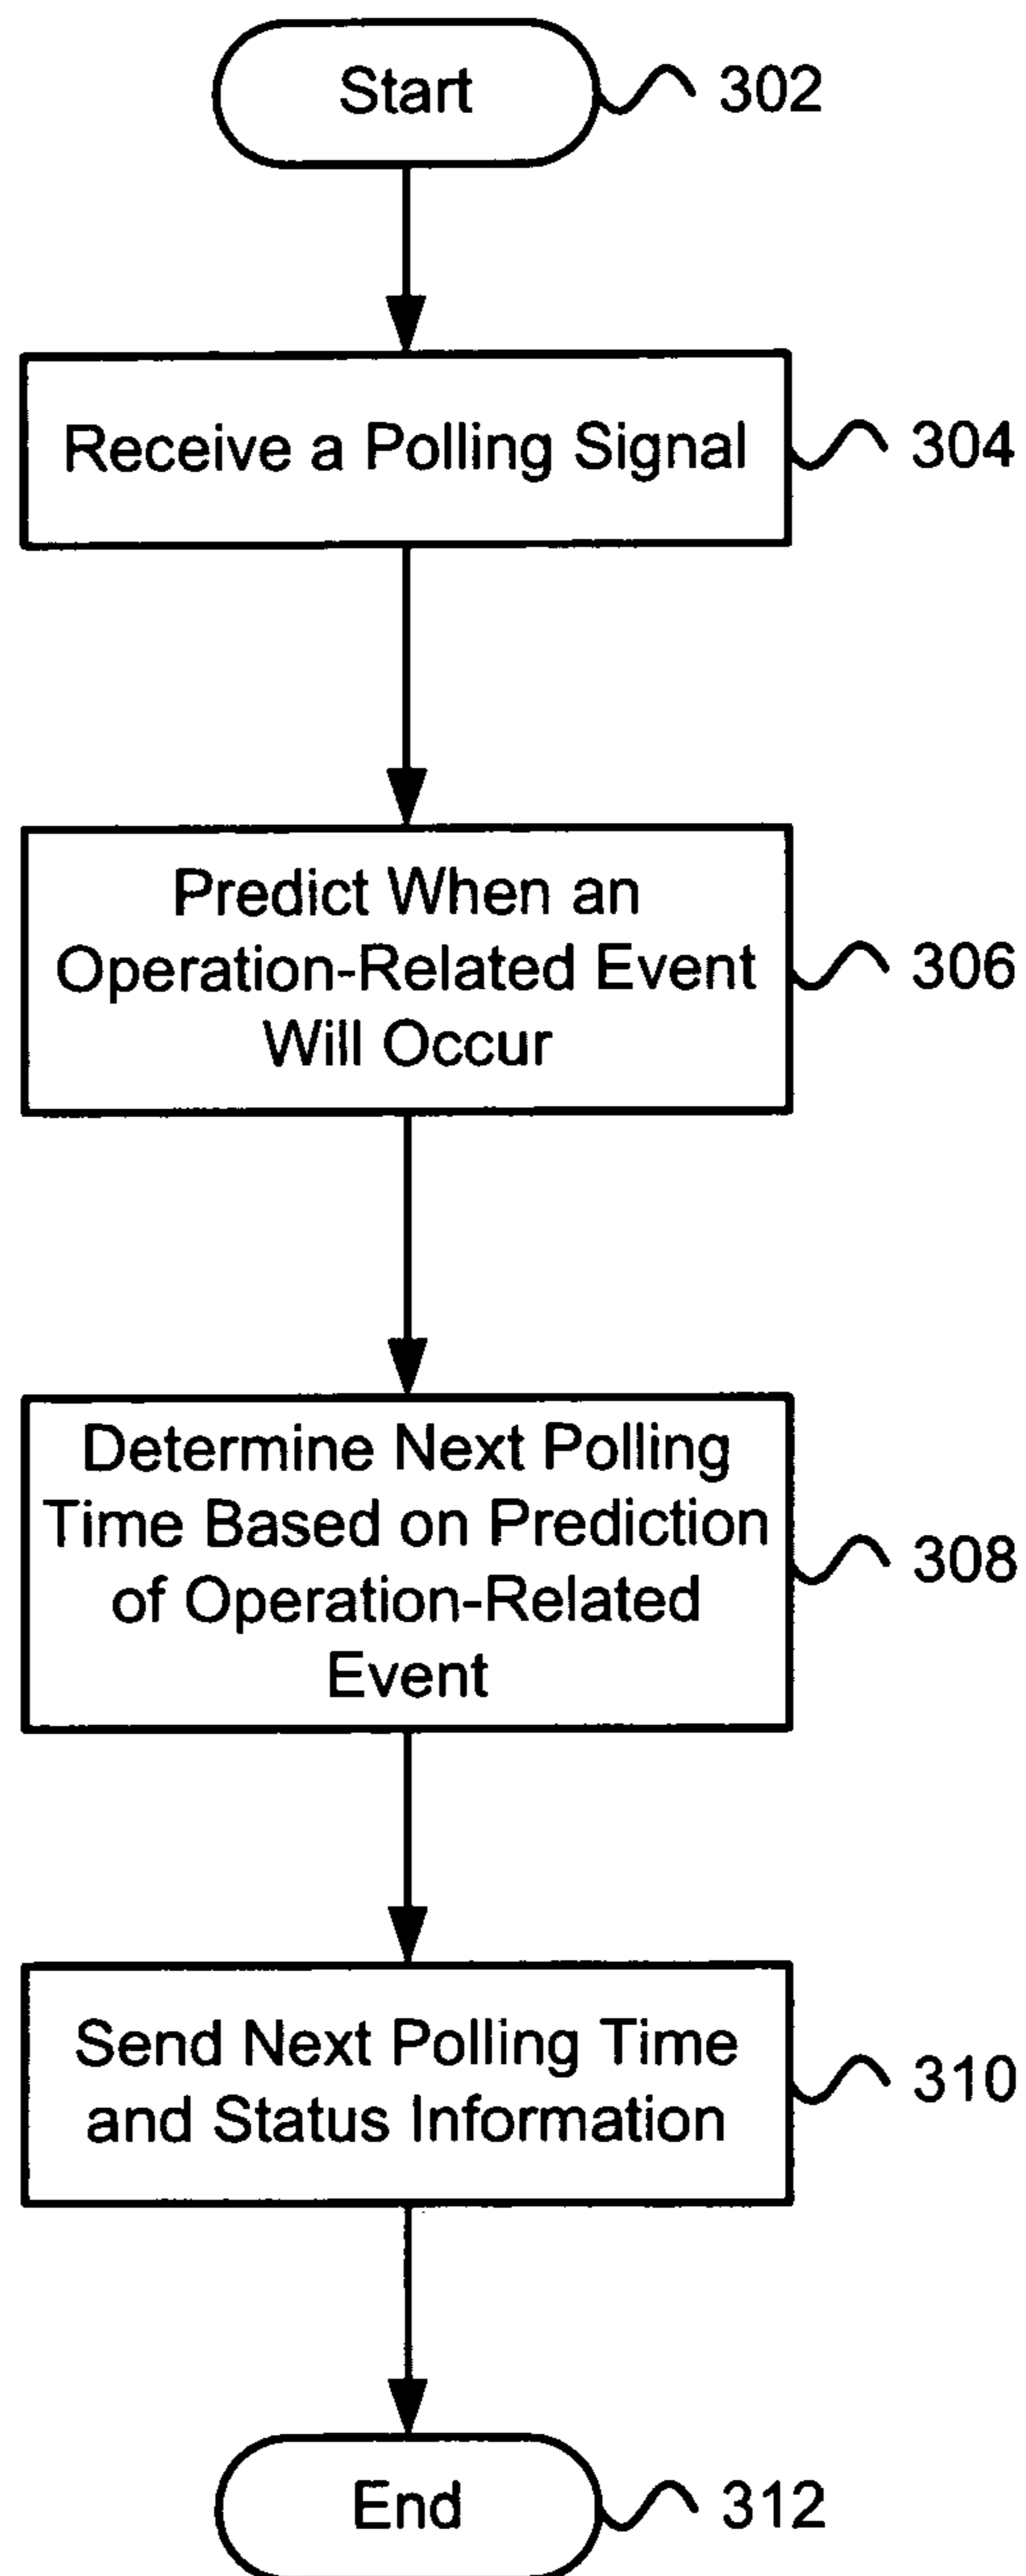 Start
302
Receive a Polling Signal
304
Predict When an
Operation-Related Event
Will Occur
306
Determine Next Polling
Time Based on Prediction
of Operation-Related
Event
308
Send Next Polling Time
and Status Information
310
End
312